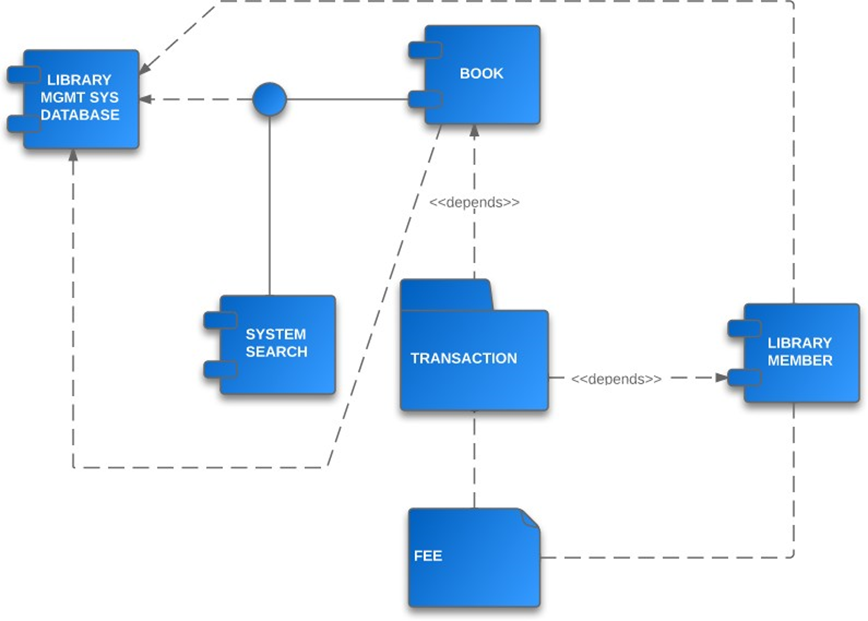 LIBRARY
MGMT SYS
DATABASE
BOOK
<<depends>>
SYSTEM
SEARCH
TRANSACTION
<<depends>>
LIBRARY
MEMBER
FEE